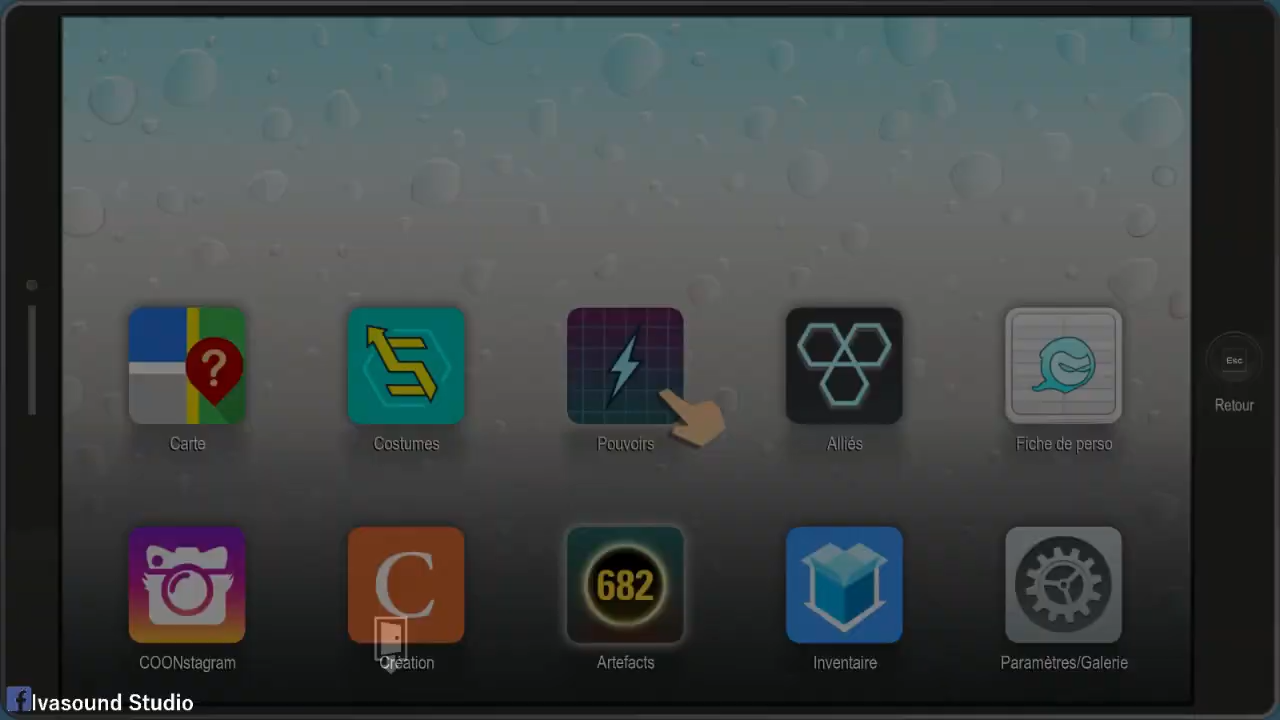 ?
Carte
Costumes
Pouvoirs
Alliés
Fiche de perso
Esc
Retour
C
682
COONstagram
Création
Artefacts
Inventaire
Paramètres/Galerie
f Ivasound Studio